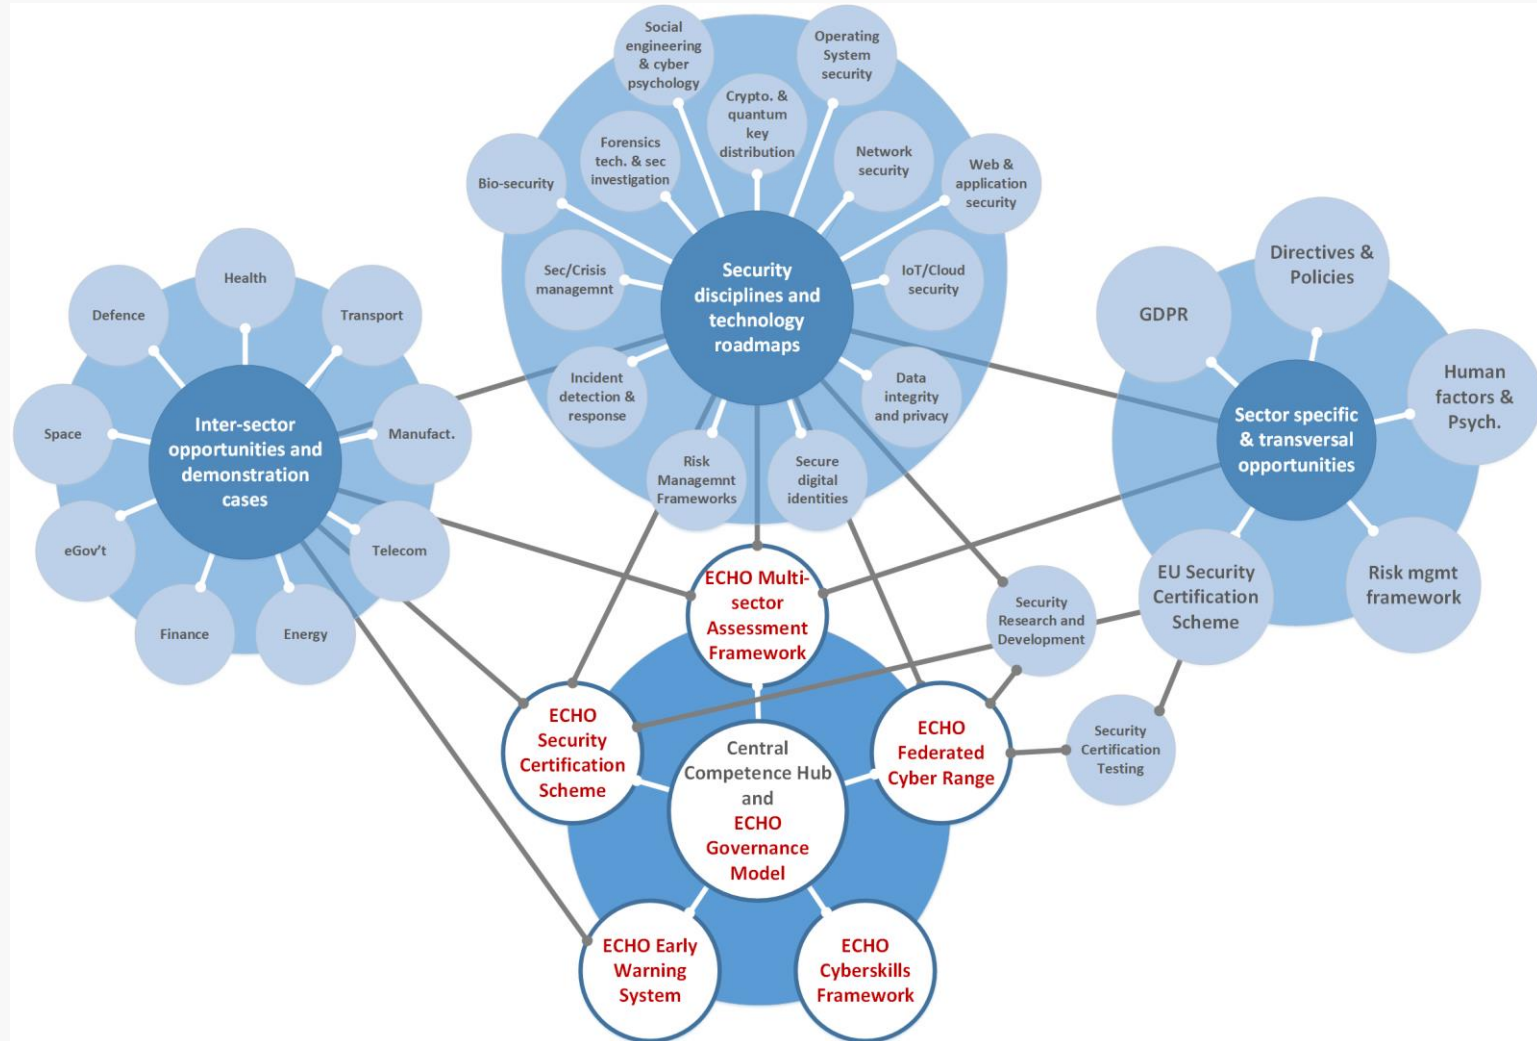 Social
engineering
& cyber
psychology
Operating
System
security
Crypto. &
quantum
key
distribution
Forensics
tech. & sec
investigation
Network
security
Bio-security
Web &
application
security
Sec/Crisis
managemnt
Security
disciplines and
technology
roadmaps
IoT/Cloud
security
Incident
detection &
response
Data
integrity
and privacy
Risk
Managemnt
Frameworks
Secure
digital
identities
Health
Defence
Transport
Space
Inter-sector
opportunities and
demonstration
cases
Manufact.
eGov't
Telecom
Finance
Energy
Directives &
Policies
GDPR
Human
factors &
Psych.
Sector specific
& transversal
opportunities
EU Security
Certification
Scheme
Risk mgmt
framework
Security
Research and
Development
Security
Certification
Testing
ECHO Multi-
sector
Assessment
Framework
ECHO
Security
Certification
Scheme
ECHO
Federated
Cyber Range
Central
Competence Hub
and
ECHO
Governance
Model
ECHO Early
Warning
System
ECHO
Cyberskills
Framework